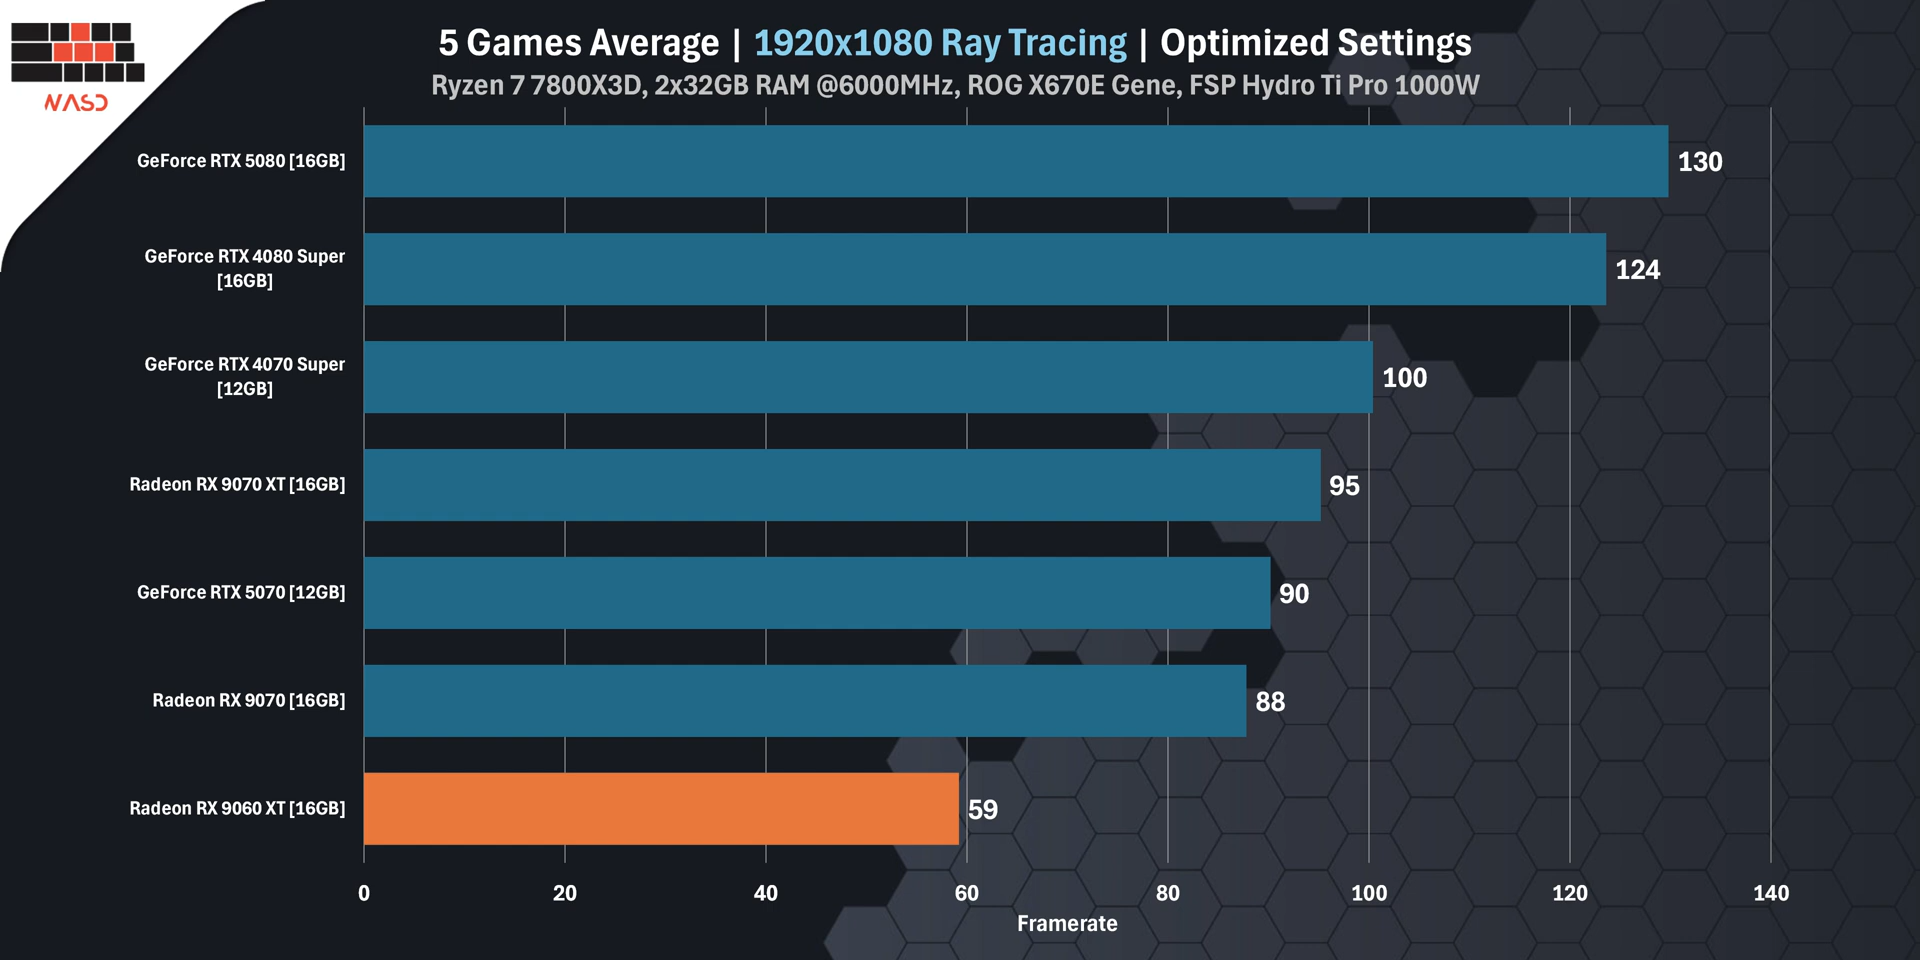 WASD
5 Games Average | 1920x1080 Ray Tracing | Optimized Settings
Ryzen 7 7800X3D, 2x32GB RAM @6000MHz, ROG X670E Gene, FSP Hydro Ti Pro 1000W
GeForce RTX 5080 [16GB]
130
GeForce RTX 4080 Super
[16GB]
124
GeForce RTX 4070 Super
[12GB]
100
Radeon RX 9070 XT [16GB]
95
GeForce RTX 5070 [12GB]
90
Radeon RX 9070 [16GB]
88
Radeon RX 9060 XT [16GB]
59
0 20 40 60 80 100 120 140
Framerate